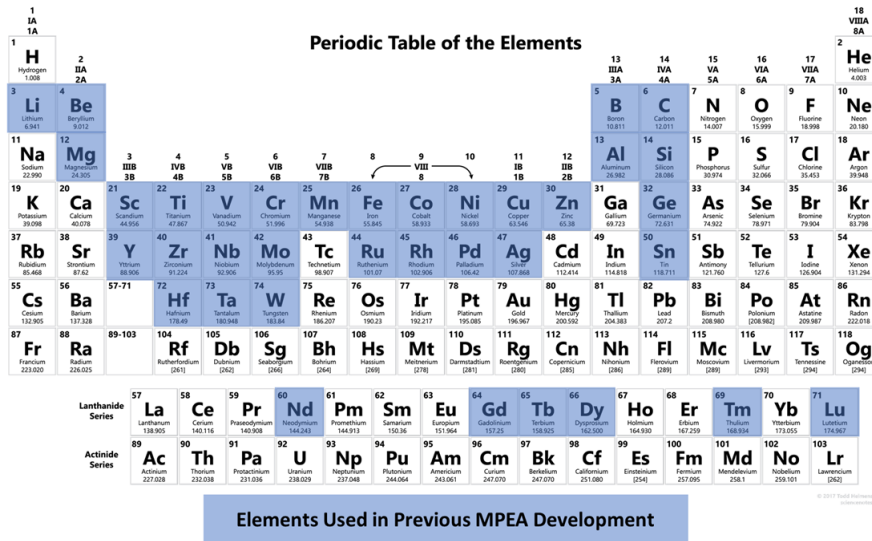 Periodic Table of the Elements
1
IA
1A
2
IIA
2A
3
IIIB
3B
4
IVB
4B
5
VB
5B
6
VIB
6B
7
VIIB
7B
8
9
10
VIII
8
11
IB
1B
12
IIB
2B
13
IIIA
3A
14
IVA
4A
15
VA
5A
16
VIA
6A
17
VIIA
7A
18
VIIIA
8A
1 H Hydrogen 1.008
2 He Helium 4.003
3 Li Lithium 6.941
4 Be Beryllium 9.012
5 B Boron 10.811
6 C Carbon 12.011
7 N Nitrogen 14.007
8 O Oxygen 15.999
9 F Fluorine 18.998
10 Ne Neon 20.180
11 Na Sodium 22.990
12 Mg Magnesium 24.305
13 Al Aluminum 26.982
14 Si Silicon 28.086
15 P Phosphorus 30.974
16 S Sulfur 32.066
17 Cl Chlorine 35.453
18 Ar Argon 39.948
19 K Potassium 39.098
20 Ca Calcium 40.078
21 Sc Scandium 44.956
22 Ti Titanium 47.867
23 V Vanadium 50.942
24 Cr Chromium 51.996
25 Mn Manganese 54.938
26 Fe Iron 55.845
27 Co Cobalt 58.933
28 Ni Nickel 58.693
29 Cu Copper 63.546
30 Zn Zinc 65.38
31 Ga Gallium 69.723
32 Ge Germanium 72.631
33 As Arsenic 74.922
34 Se Selenium 78.971
35 Br Bromine 79.904
36 Kr Krypton 83.798
37 Rb Rubidium 85.468
38 Sr Strontium 87.62
39 Y Yttrium 88.906
40 Zr Zirconium 91.224
41 Nb Niobium 92.906
42 Mo Molybdenum 95.95
43 Tc Technetium 98.907
44 Ru Ruthenium 101.07
45 Rh Rhodium 102.906
46 Pd Palladium 106.42
47 Ag Silver 107.868
48 Cd Cadmium 112.414
49 In Indium 114.818
50 Sn Tin 118.711
51 Sb Antimony 121.760
52 Te Tellurium 127.6
53 I Iodine 126.904
54 Xe Xenon 131.294
55 Cs Cesium 132.905
56 Ba Barium 137.328
57-71
72 Hf Hafnium 178.49
73 Ta Tantalum 180.948
74 W Tungsten 183.84
75 Re Rhenium 186.207
76 Os Osmium 190.23
77 Ir Iridium 192.217
78 Pt Platinum 195.085
79 Au Gold 196.967
80 Hg Mercury 200.592
81 Tl Thallium 204.383
82 Pb Lead 207.2
83 Bi Bismuth 208.980
84 Po Polonium [208.982]
85 At Astatine 209.987
86 Rn Radon 222.018
87 Fr Francium 223.020
88 Ra Radium 226.025
89-103
104 Rf Rutherfordium [261]
105 Db Dubnium [262]
106 Sg Seaborgium [266]
107 Bh Bohrium [264]
108 Hs Hassium [269]
109 Mt Meitnerium [278]
110 Ds Darmstadtium [281]
111 Rg Roentgenium [280]
112 Cn Copernicium [285]
113 Nh Nihonium [286]
114 Fl Flerovium [289]
115 Mc Moscovium [289]
116 Lv Livermorium [293]
117 Ts Tennessine [294]
118 Og Oganesson [294]
Lanthanide
Series
57 La Lanthanum 138.905
58 Ce Cerium 140.116
59 Pr Praseodymium 140.908
60 Nd Neodymium 144.243
61 Pm Promethium 144.913
62 Sm Samarium 150.36
63 Eu Europium 151.964
64 Gd Gadolinium 157.25
65 Tb Terbium 158.925
66 Dy Dysprosium 162.500
67 Ho Holmium 164.930
68 Er Erbium 167.259
69 Tm Thulium 168.934
70 Yb Ytterbium 173.055
71 Lu Lutetium 174.967
Actinide
Series
89 Ac Actinium 227.028
90 Th Thorium 232.038
91 Pa Protactinium 231.036
92 U Uranium 238.029
93 Np Neptunium 237.048
94 Pu Plutonium 244.064
95 Am Americium 243.061
96 Cm Curium 247.070
97 Bk Berkelium 247.070
98 Cf Californium 251.080
99 Es Einsteinium [254]
100 Fm Fermium 257.095
101 Md Mendelevium 258.1
102 No Nobelium 259.101
103 Lr Lawrencium [262]
© 2017 Todd
Elements Used in Previous MPEA Development